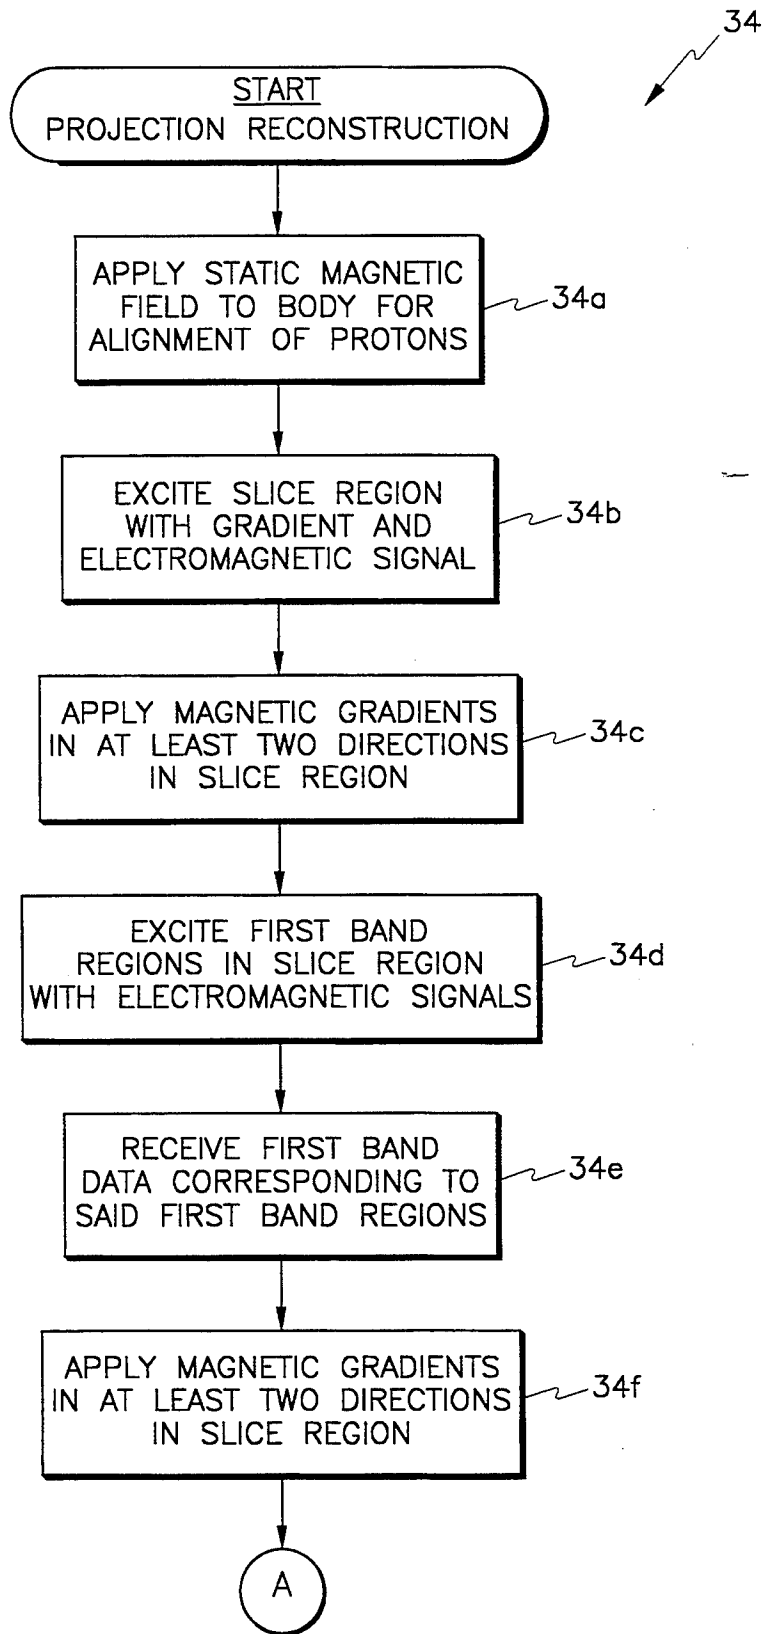 34
START
PROJECTION RECONSTRUCTION
APPLY STATIC MAGNETIC
FIELD TO BODY FOR
ALIGNMENT OF PROTONS
34a
EXCITE SLICE REGION
WITH GRADIENT AND
ELECTROMAGNETIC SIGNAL
34b
APPLY MAGNETIC GRADIENTS
IN AT LEAST TWO DIRECTIONS
IN SLICE REGION
34c
EXCITE FIRST BAND
REGIONS IN SLICE REGION
WITH ELECTROMAGNETIC SIGNALS
34d
RECEIVE FIRST BAND
DATA CORRESPONDING TO
SAID FIRST BAND REGIONS
34e
APPLY MAGNETIC GRADIENTS
IN AT LEAST TWO DIRECTIONS
IN SLICE REGION
34f
A